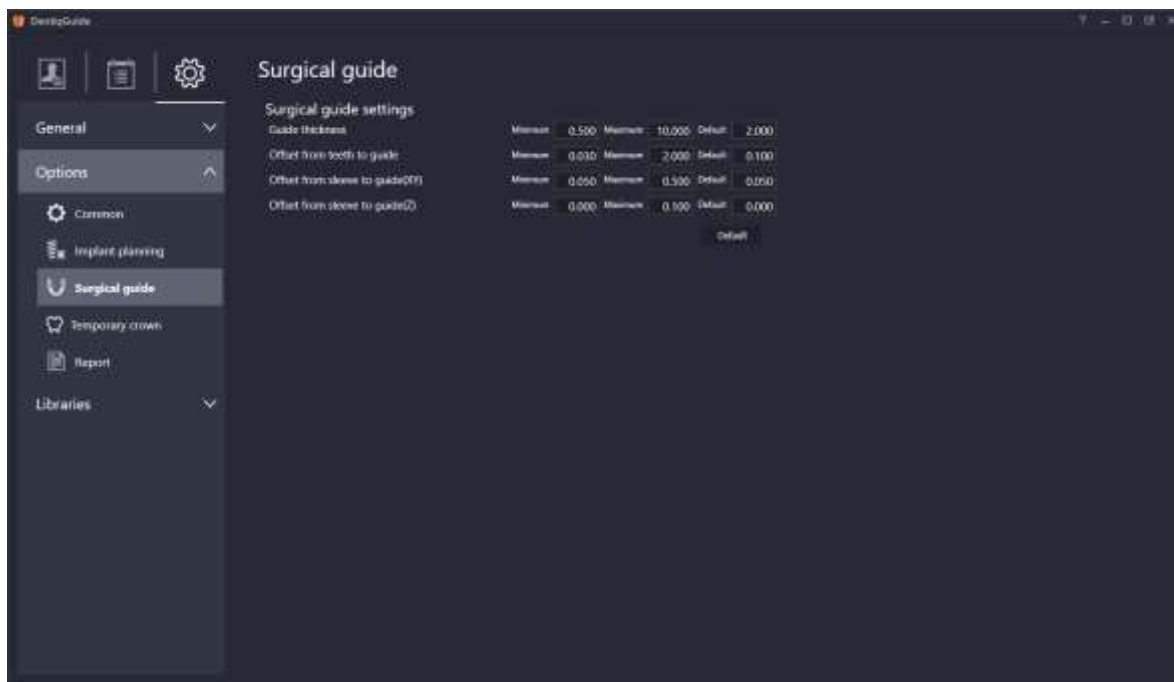 DentiqGuide
Surgical guide
General
Surgical guide settings
Guide thickness Minimum 0.500 Maximum 10.000 Default 2.000
Offset from teeth to guide Minimum 0.030 Maximum 2.000 Default 0.100
Options
Offset from sleeve to guide(XY) Minimum 0.050 Maximum 0.500 Default 0.050
Offset from sleeve to guide(Z) Minimum 0.000 Maximum 0.100 Default 0.000
Default
Common
Implant planning
Surgical guide
Temporary crown
Report
Libraries